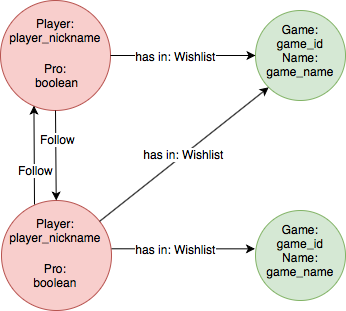 Player:
player_nickname
Pro:
boolean
has in: Wishlist
Game:
game_id
Name:
game_name
Follow
has in: Wishlist
Follow
Player:
player_nickname
Pro:
boolean
has in: Wishlist
Game:
game_id
Name:
game_name